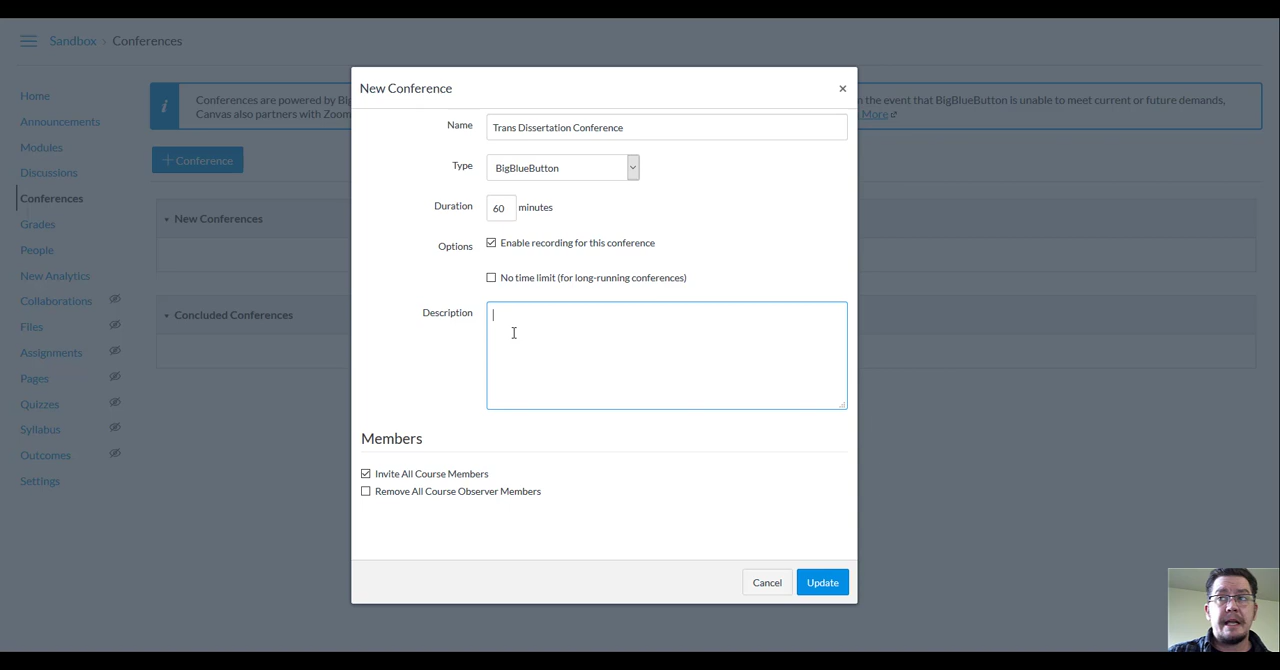 Sandbox › Conferences
Home
Announcements
Modules
Discussions
Conferences
Grades
People
New Analytics
Collaborations
Files
Assignments
Pages
Quizzes
Syllabus
Outcomes
Settings
Conferences are powered by Bi
n the event that BigBlueButton is unable to meet current or future demands,
Canvas also partners with Zoom
More
+ Conference
New Conferences
Concluded Conferences
New Conference
×
Name
Trans Dissertation Conference
Type
BigBlueButton
Duration
60 minutes
Options
Enable recording for this conference
No time limit (for long-running conferences)
Description
Members
Invite All Course Members
Remove All Course Observer Members
Cancel
Update